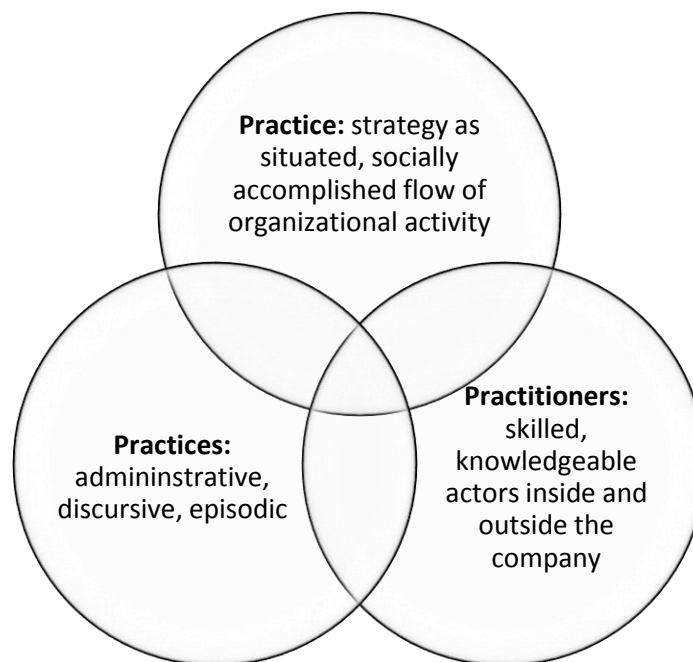 Practice: strategy as
situated, socially
accomplished flow of
organizational activity
Practices:
admininstrative,
discursive, episodic
Practitioners:
skilled,
knowledgeable
actors inside and
outside the
company